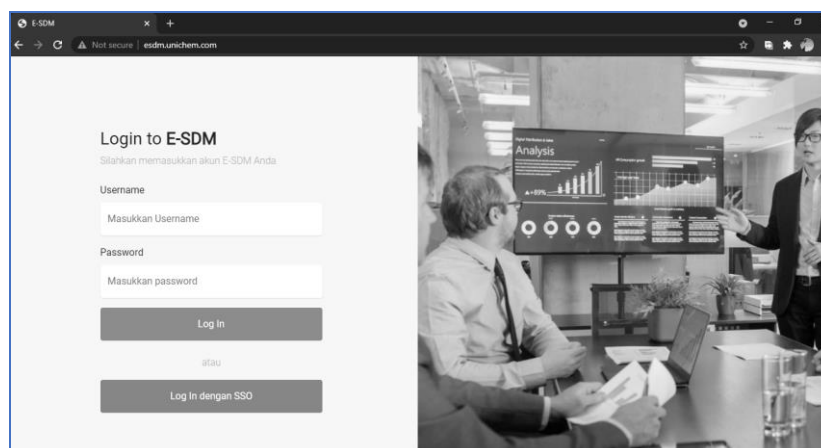 E-SDM
Not secure | esdm.unichem.com
Login to E-SDM
Silahkan memasukkan akun E-SDM Anda
Username
Masukkan Username
Password
Masukkan password
Log In
atau
Log In dengan SSO
Analysis
+89%